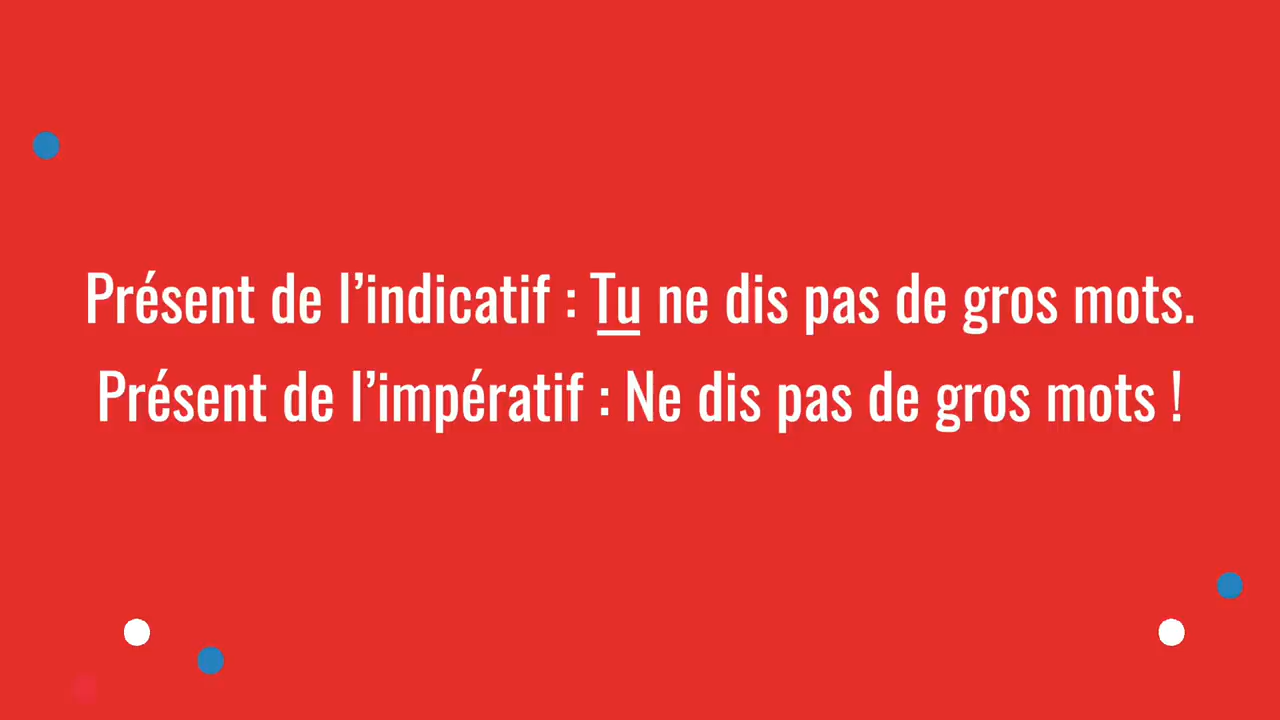 Présent de l’indicatif : Tu ne dis pas de gros mots.
Présent de l’impératif : Ne dis pas de gros mots !